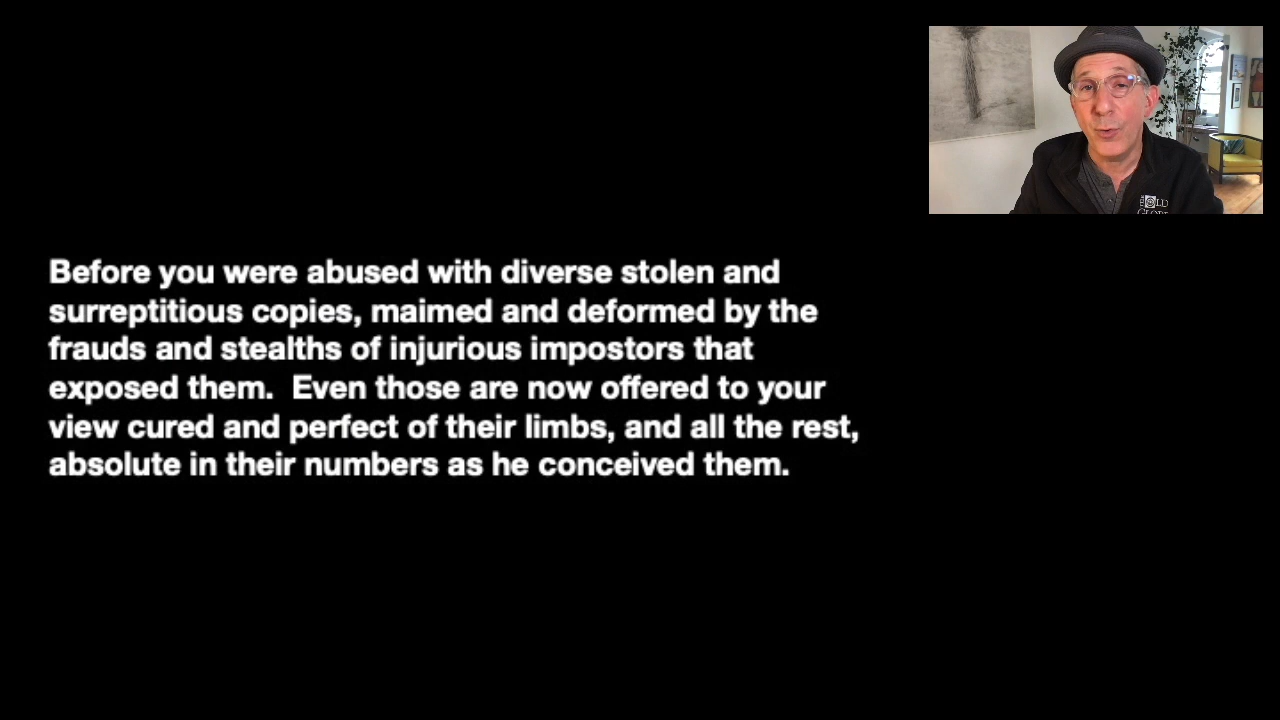 Before you were abused with diverse stolen and
surreptitious copies, maimed and deformed by the
frauds and stealths of injurious impostors that
exposed them.  Even those are now offered to your
view cured and perfect of their limbs, and all the rest,
absolute in their numbers as he conceived them.
OLD
GLOBE